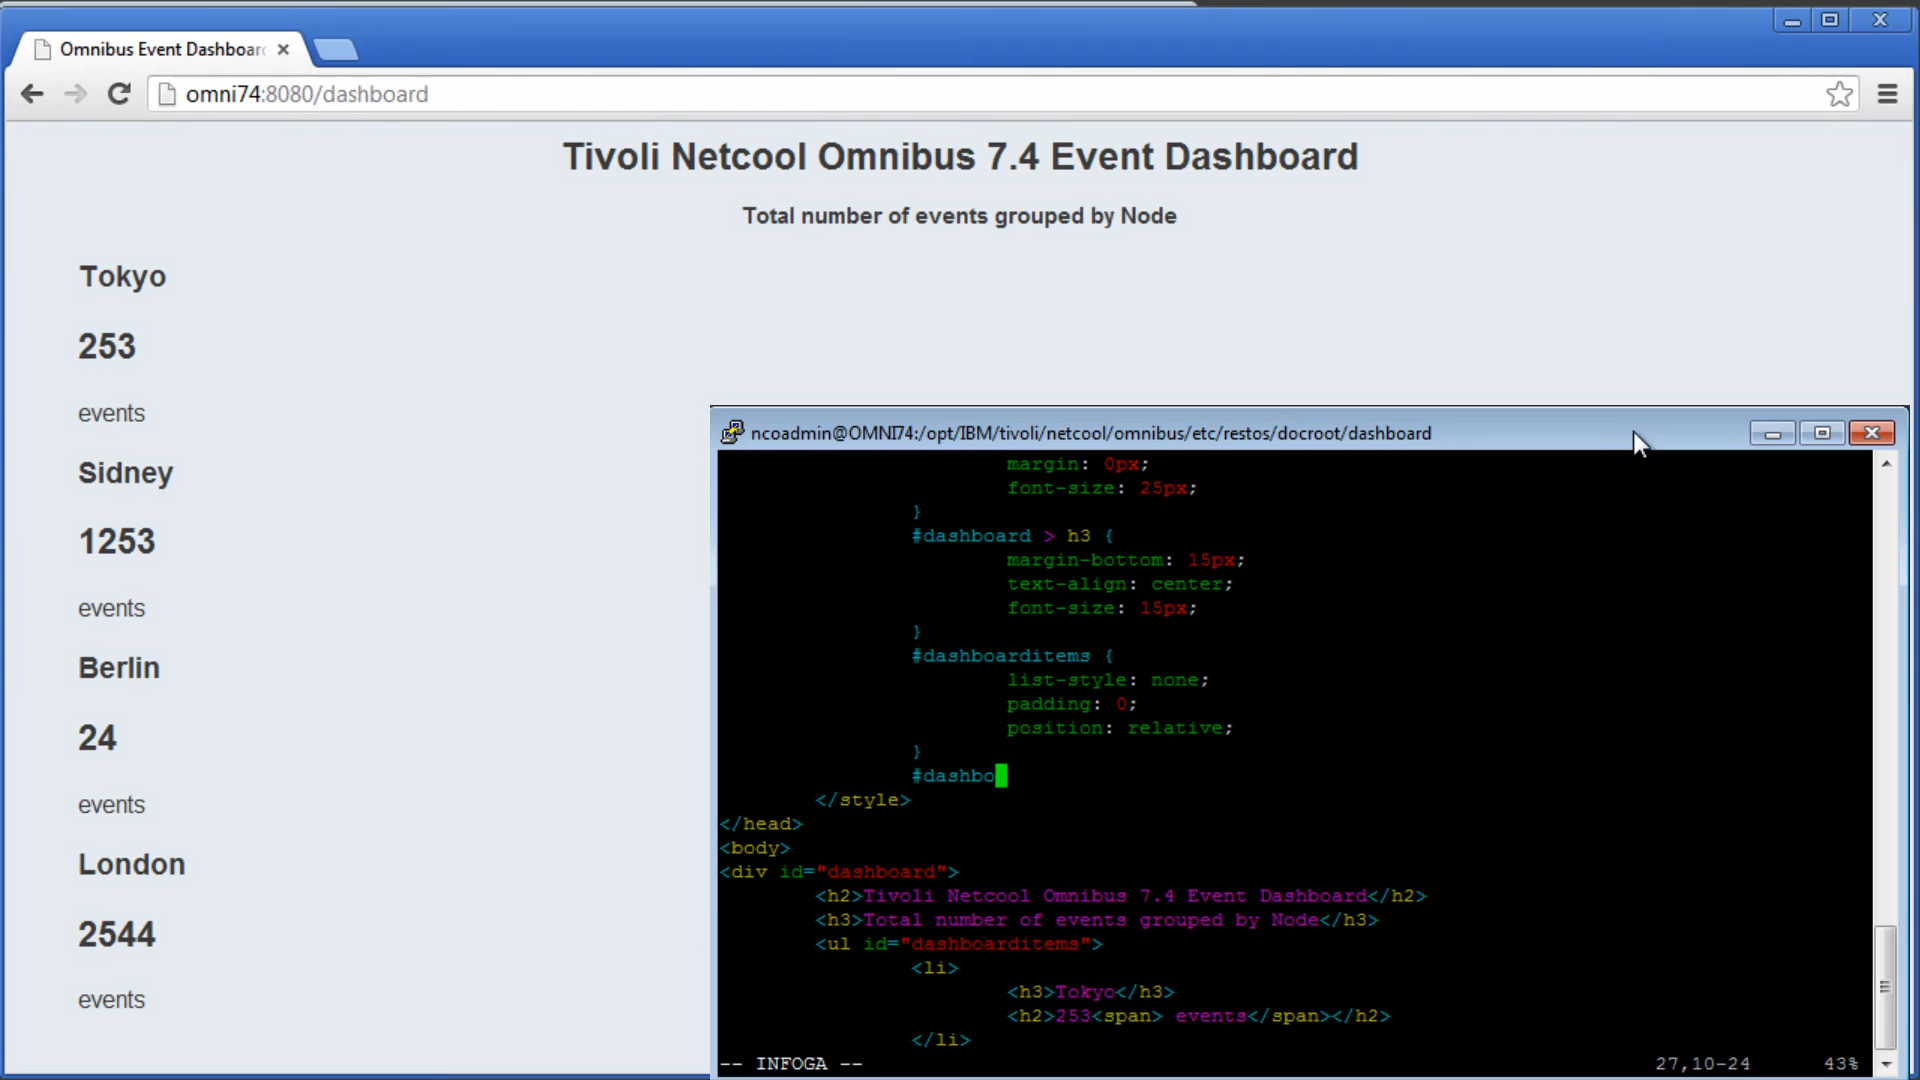 Omnibus Event Dashboar
omni74:8080/dashboard
Tivoli Netcool Omnibus 7.4 Event Dashboard
Total number of events grouped by Node
Tokyo
253
events
Sidney
1253
events
Berlin
24
events
London
2544
events
ncoadmin@OMNI74:/opt/IBM/tivoli/netcool/omnibus/etc/restos/docroot/dashboard
margin: 0px;
font-size: 25px;
}
#dashboard > h3 {
margin-bottom: 15px;
text-align: center;
font-size: 15px;
}
#dashboarditems {
list-style: none;
padding: 0;
position: relative;
}
#dashbo
</style>
</head>
<body>
<div id="dashboard">
<h2>Tivoli Netcool Omnibus 7.4 Event Dashboard</h2>
<h3>Total number of events grouped by Node</h3>
<ul id="dashboarditems">
<li>
<h3>Tokyo</h3>
<h2>253<span> events</span></h2>
</li>
-- INFOGA -- 27,10-24 43%